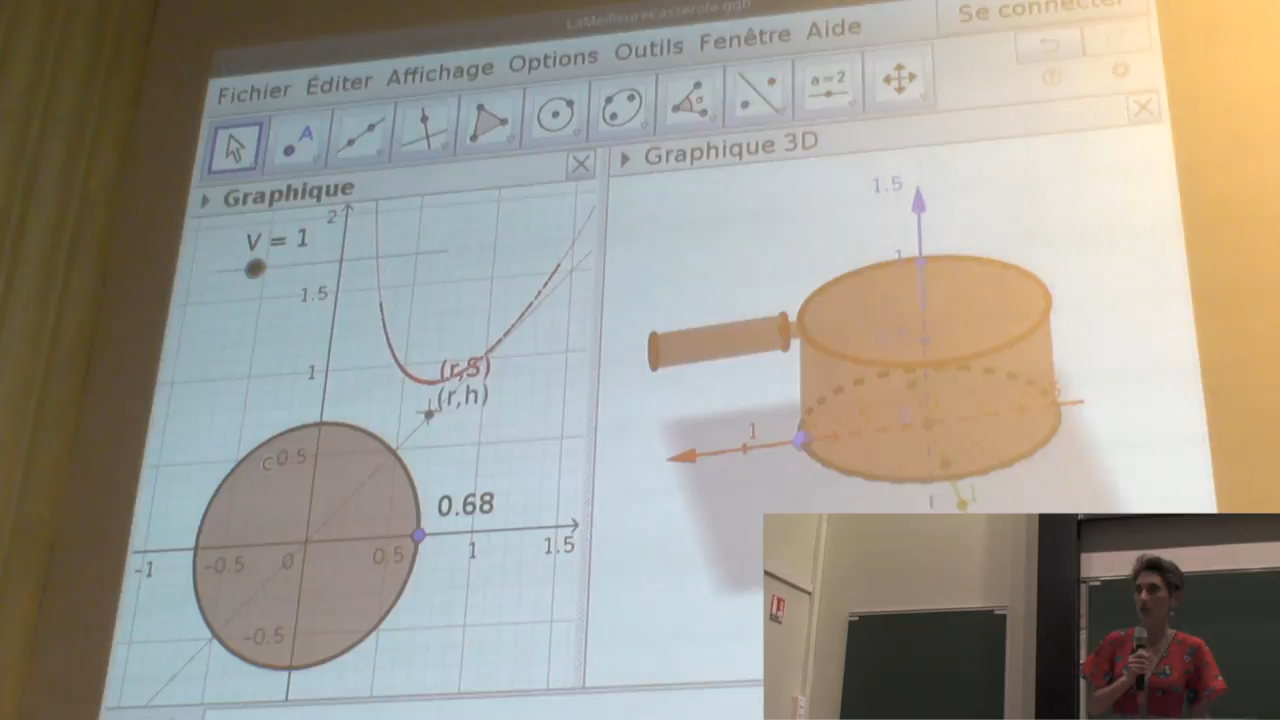 LaMeilleureCasserole.ggb
Se connecter
Fichier Éditer Affichage Options Outils Fenêtre Aide
A
a=2
Graphique
Graphique 3D
V = 1
2
1.5
1
(r,S)
(r,h)
c
0.5
0.68
-1
-0.5
0
0.5
1
1.5
-0.5
1.5
1
1